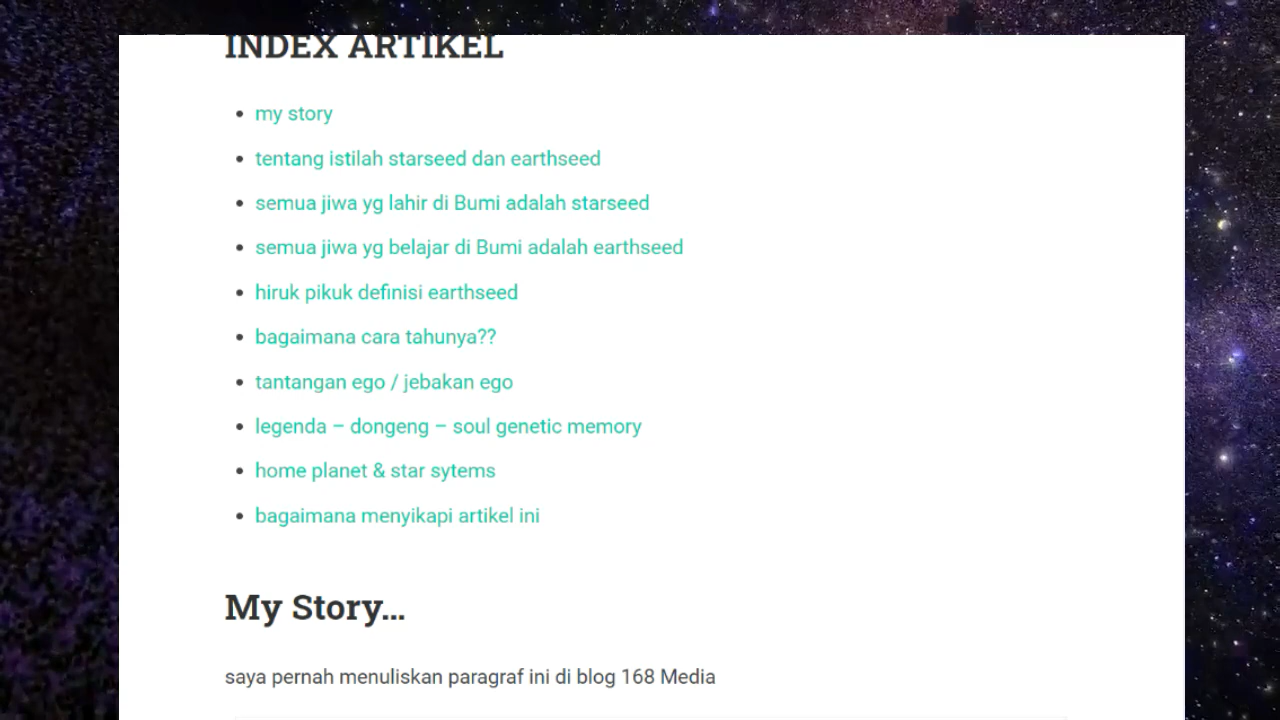 INDEX ARTIKEL
my story
tentang istilah starseed dan earthseed
semua jiwa yg lahir di Bumi adalah starseed
semua jiwa yg belajar di Bumi adalah earthseed
hiruk pikuk definisi earthseed
bagaimana cara tahunya??
tantangan ego / jebakan ego
legenda – dongeng – soul genetic memory
home planet & star sytems
bagaimana menyikapi artikel ini
My Story...
saya pernah menuliskan paragraf ini di blog 168 Media